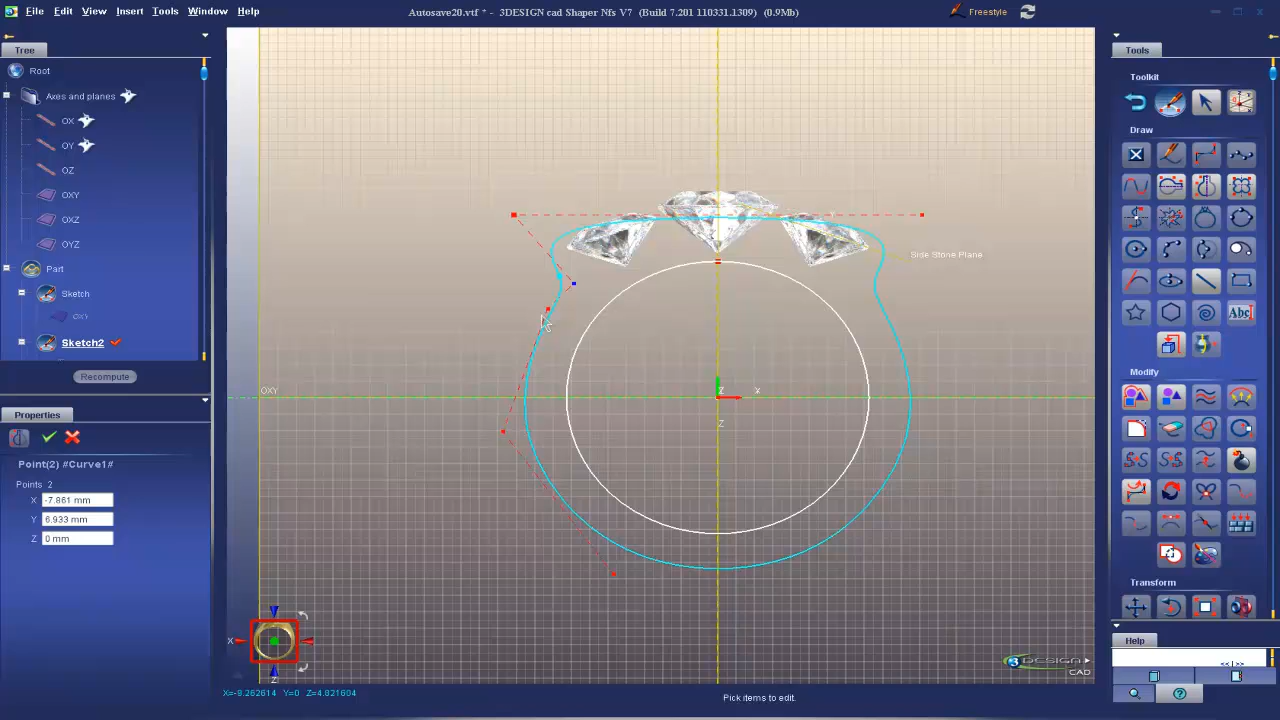 File Edit View Insert Tools Window Help
Autosave20.vtf * - 3DESIGN cad Shaper Nfs V7 (Build 7.201 110331.1309) (0.9Mb)
Freestyle
Tree
Root
Axes and planes
OX
OY
OZ
OXY
OXZ
OYZ
Part
Sketch
OXY
Sketch2
Recompute
Properties
Point(2) #Curve1#
Points 2
X -7.861 mm
Y 6.933 mm
Z 0 mm
Side Stone Plane
OXY
Z
X
Z
X
Z
3DESIGN
CAD
X=-9.262614 Y=0 Z=4.821604
Pick items to edit.
Tools
Toolkit
Draw
Abc
Modify
Transform
Help